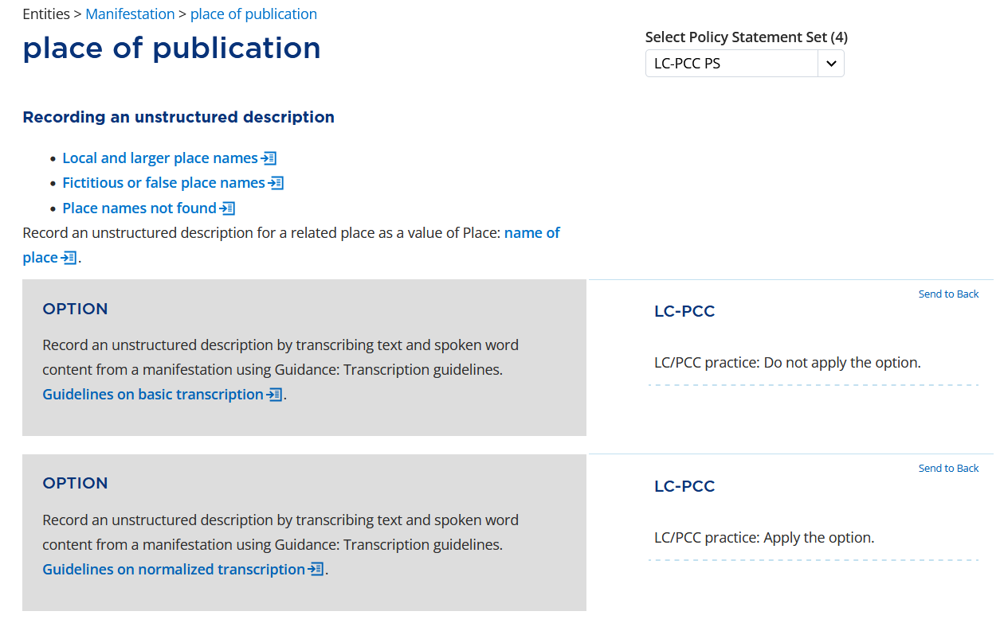 Entities > Manifestation > place of publication
place of publication
Select Policy Statement Set (4)
LC-PCC PS
Recording an unstructured description
• Local and larger place names
• Fictitious or false place names
• Place names not found
Record an unstructured description for a related place as a value of Place: name of
place.
OPTION
Record an unstructured description by transcribing text and spoken word
content from a manifestation using Guidance: Transcription guidelines.
Guidelines on basic transcription.
Send to Back
LC-PCC
LC/PCC practice: Do not apply the option.
OPTION
Record an unstructured description by transcribing text and spoken word
content from a manifestation using Guidance: Transcription guidelines.
Guidelines on normalized transcription.
Send to Back
LC-PCC
LC/PCC practice: Apply the option.